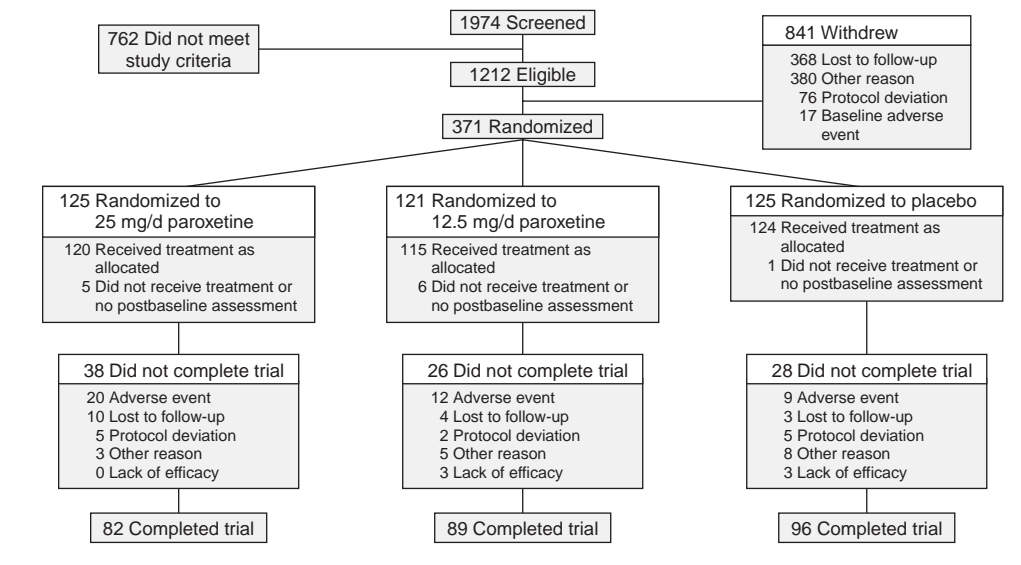 1974 Screened
762 Did not meet
study criteria
841 Withdrew
368 Lost to follow-up
380 Other reason
76 Protocol deviation
17 Baseline adverse
event
1212 Eligible
371 Randomized
125 Randomized to
25 mg/d paroxetine
120 Received treatment as
allocated
5 Did not receive treatment or
no postbaseline assessment
121 Randomized to
12.5 mg/d paroxetine
115 Received treatment as
allocated
6 Did not receive treatment or
no postbaseline assessment
125 Randomized to placebo
124 Received treatment as
allocated
1 Did not receive treatment or
no postbaseline assessment
38 Did not complete trial
20 Adverse event
10 Lost to follow-up
5 Protocol deviation
3 Other reason
0 Lack of efficacy
26 Did not complete trial
12 Adverse event
4 Lost to follow-up
2 Protocol deviation
5 Other reason
3 Lack of efficacy
28 Did not complete trial
9 Adverse event
3 Lost to follow-up
5 Protocol deviation
8 Other reason
3 Lack of efficacy
82 Completed trial
89 Completed trial
96 Completed trial